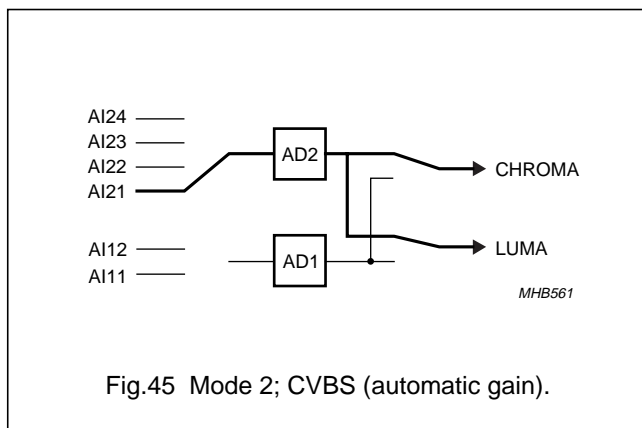 AI24
AI23
AI22
AI21
AD2
CHROMA
AI12
AI11
AD1
LUMA
MHB561
Fig.45 Mode 2; CVBS (automatic gain).